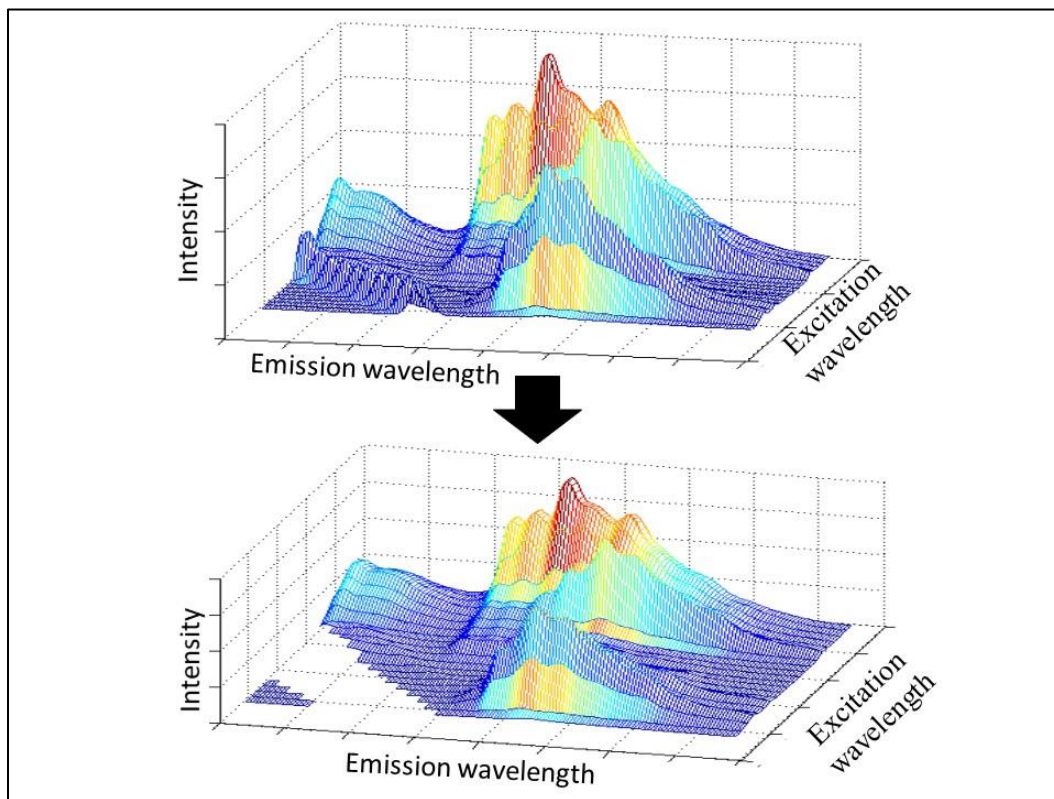 Intensity
Emission wavelength
Excitation
wavelength
Intensity
Emission wavelength
Excitation
wavelength